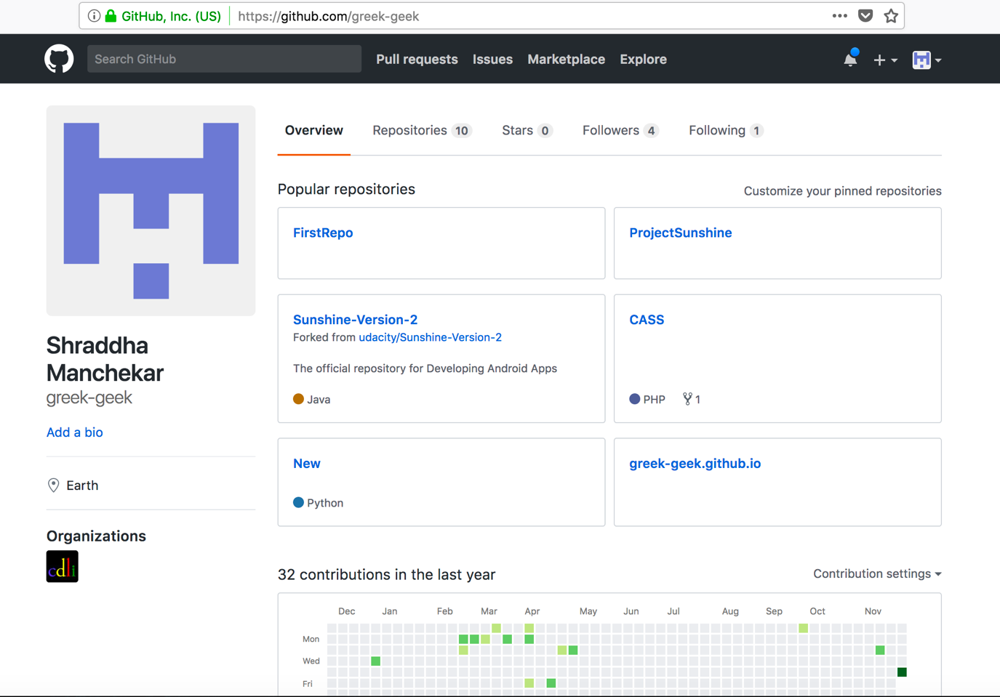 GitHub, Inc. (US) https://github.com/greek-geek
Search GitHub Pull requests Issues Marketplace Explore
Overview Repositories 10 Stars 0 Followers 4 Following 1
Popular repositories Customize your pinned repositories
FirstRepo ProjectSunshine
Sunshine-Version-2 CASS
Forked from udacity/Sunshine-Version-2
The official repository for Developing Android Apps
Java PHP 1
New greek-geek.github.io
Python
Shraddha
Manchekar
greek-geek
Add a bio
Earth
Organizations
cdli
32 contributions in the last year Contribution settings
Dec Jan Feb Mar Apr May Jun Jul Aug Sep Oct Nov
Mon
Wed
Fri